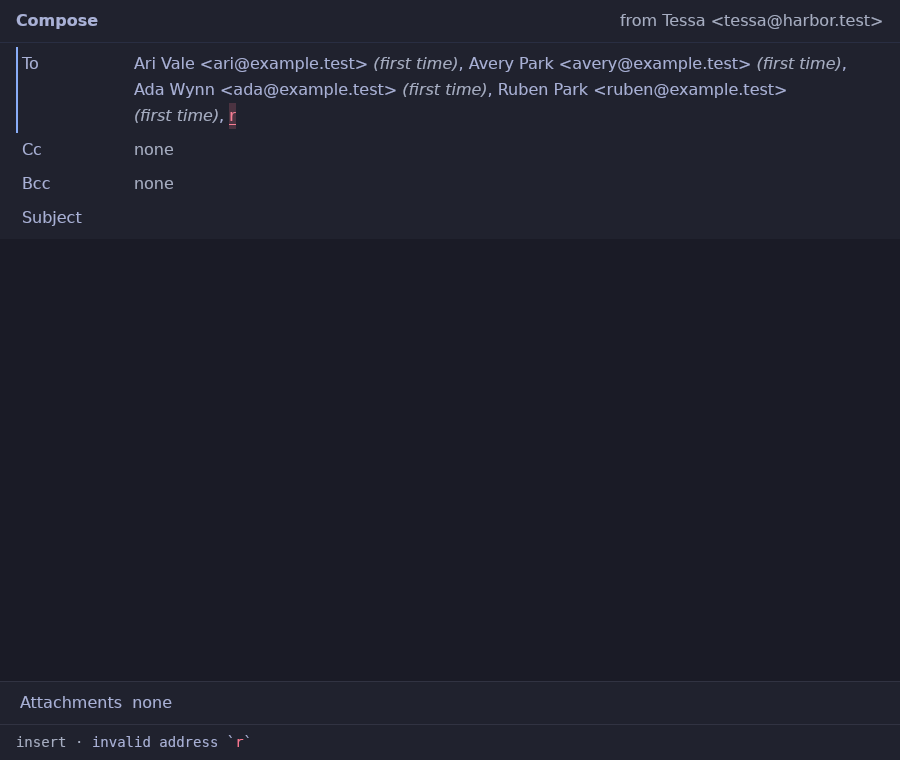 Compose from Tessa <tessa@harbor.test>
To Ari Vale <ari@example.test> (first time), Avery Park <avery@example.test> (first time),
Ada Wynn <ada@example.test> (first time), Ruben Park <ruben@example.test>
(first time), r
Cc none
Bcc none
Subject
Attachments none
insert · invalid address `r`